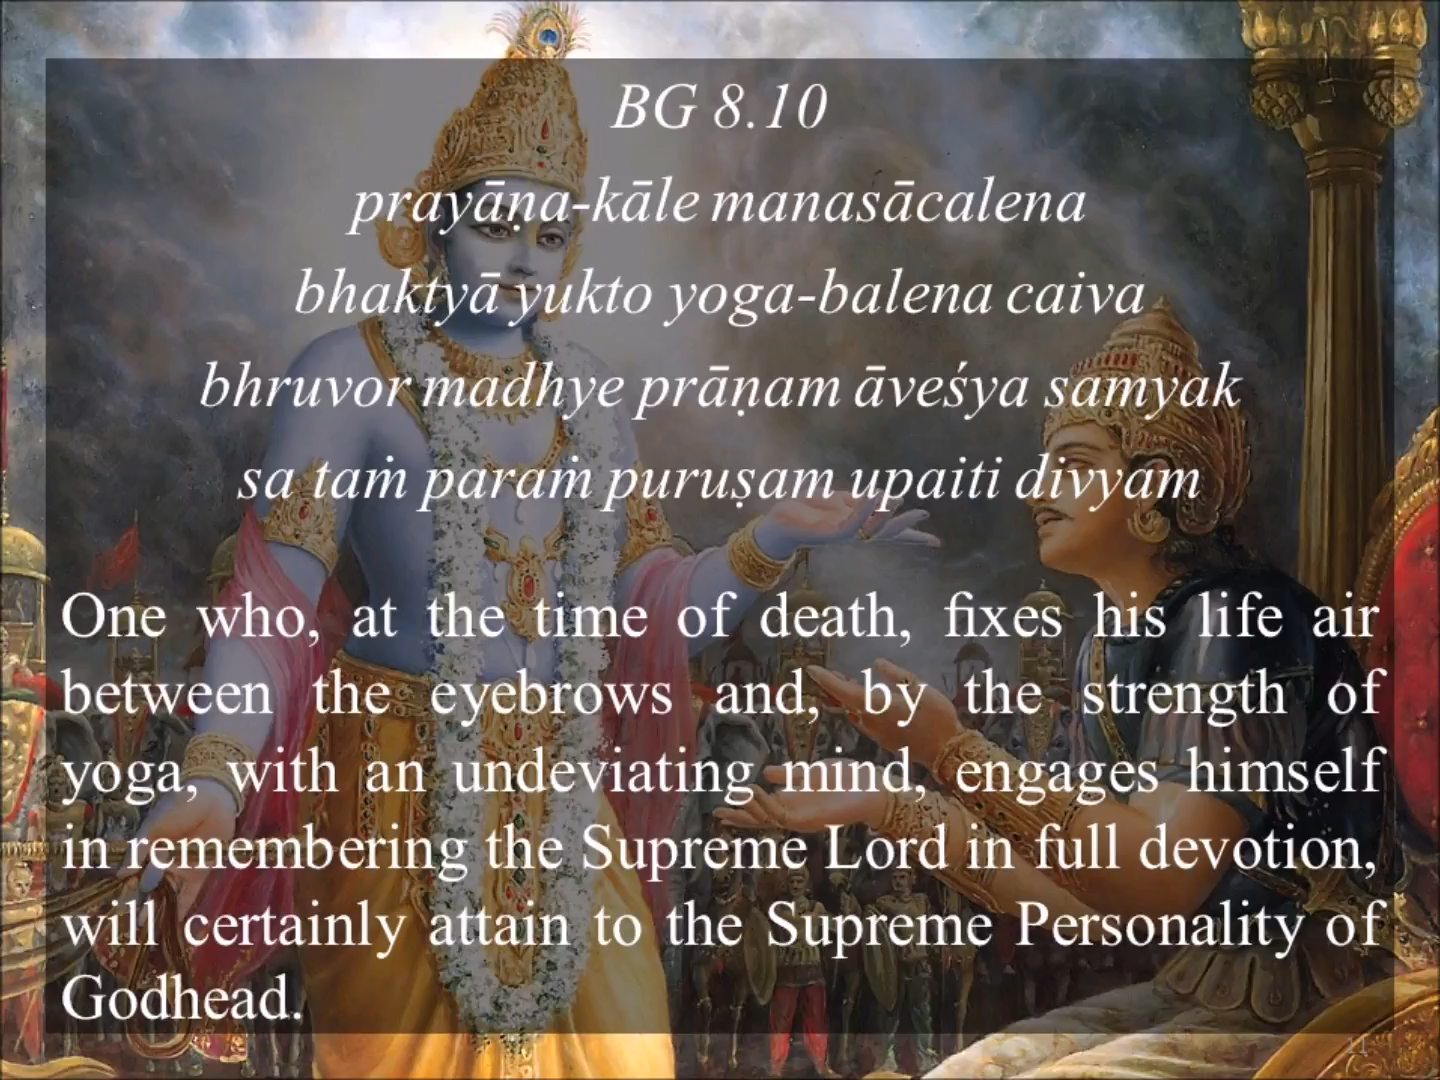 BG 8.10
prayāṇa-kāle manasācalena
bhaktyā yukto yoga-balena caiva
bhruvor madhye prāṇam āveśya samyak
sa taṁ paraṁ puruṣam upaiti divyam
One who, at the time of death, fixes his life air
between the eyebrows and, by the strength of
yoga, with an undeviating mind, engages himself
in remembering the Supreme Lord in full devotion,
will certainly attain to the Supreme Personality of
Godhead.
11